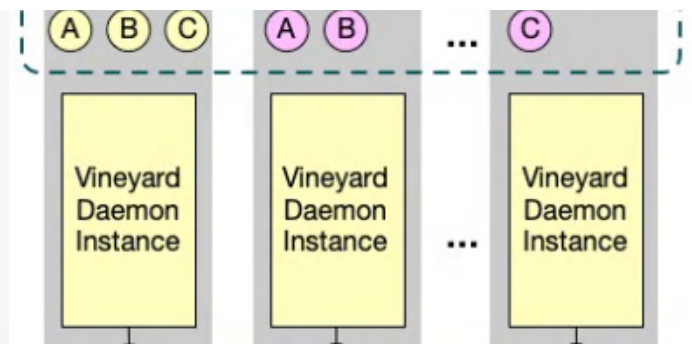 A B C A B ... C
Vineyard
Daemon
Instance
Vineyard
Daemon
Instance
...
Vineyard
Daemon
Instance